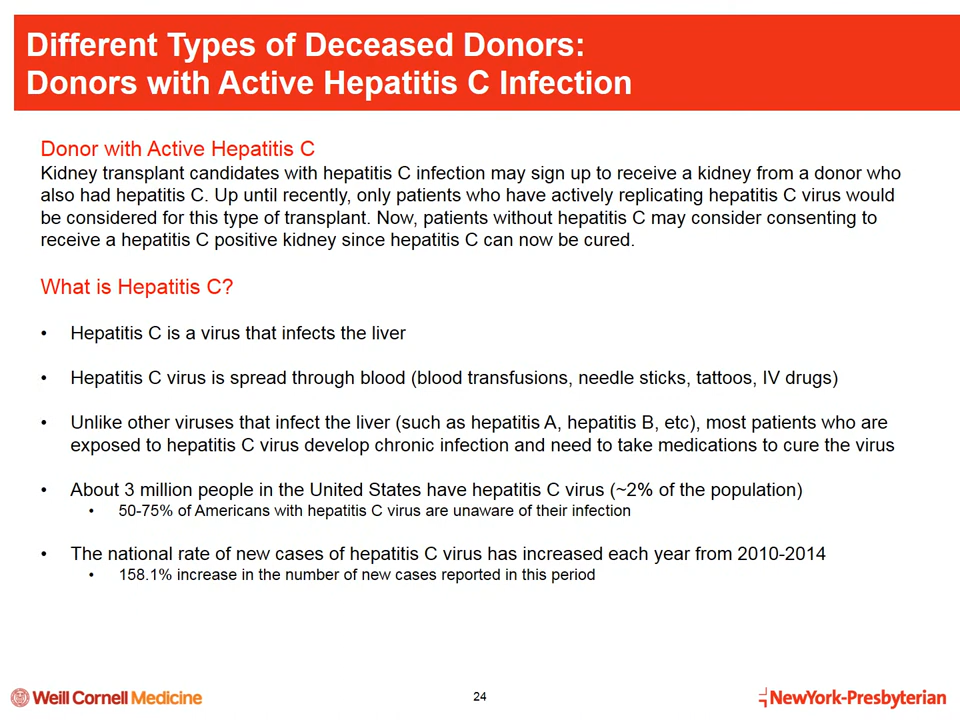 Different Types of Deceased Donors:
Donors with Active Hepatitis C Infection
Donor with Active Hepatitis C
Kidney transplant candidates with hepatitis C infection may sign up to receive a kidney from a donor who
also had hepatitis C. Up until recently, only patients who have actively replicating hepatitis C virus would
be considered for this type of transplant. Now, patients without hepatitis C may consider consenting to
receive a hepatitis C positive kidney since hepatitis C can now be cured.
What is Hepatitis C?
• Hepatitis C is a virus that infects the liver
• Hepatitis C virus is spread through blood (blood transfusions, needle sticks, tattoos, IV drugs)
• Unlike other viruses that infect the liver (such as hepatitis A, hepatitis B, etc), most patients who are
exposed to hepatitis C virus develop chronic infection and need to take medications to cure the virus
• About 3 million people in the United States have hepatitis C virus (~2% of the population)
• 50-75% of Americans with hepatitis C virus are unaware of their infection
• The national rate of new cases of hepatitis C virus has increased each year from 2010-2014
• 158.1% increase in the number of new cases reported in this period
Weill Cornell Medicine
24
NewYork-Presbyterian